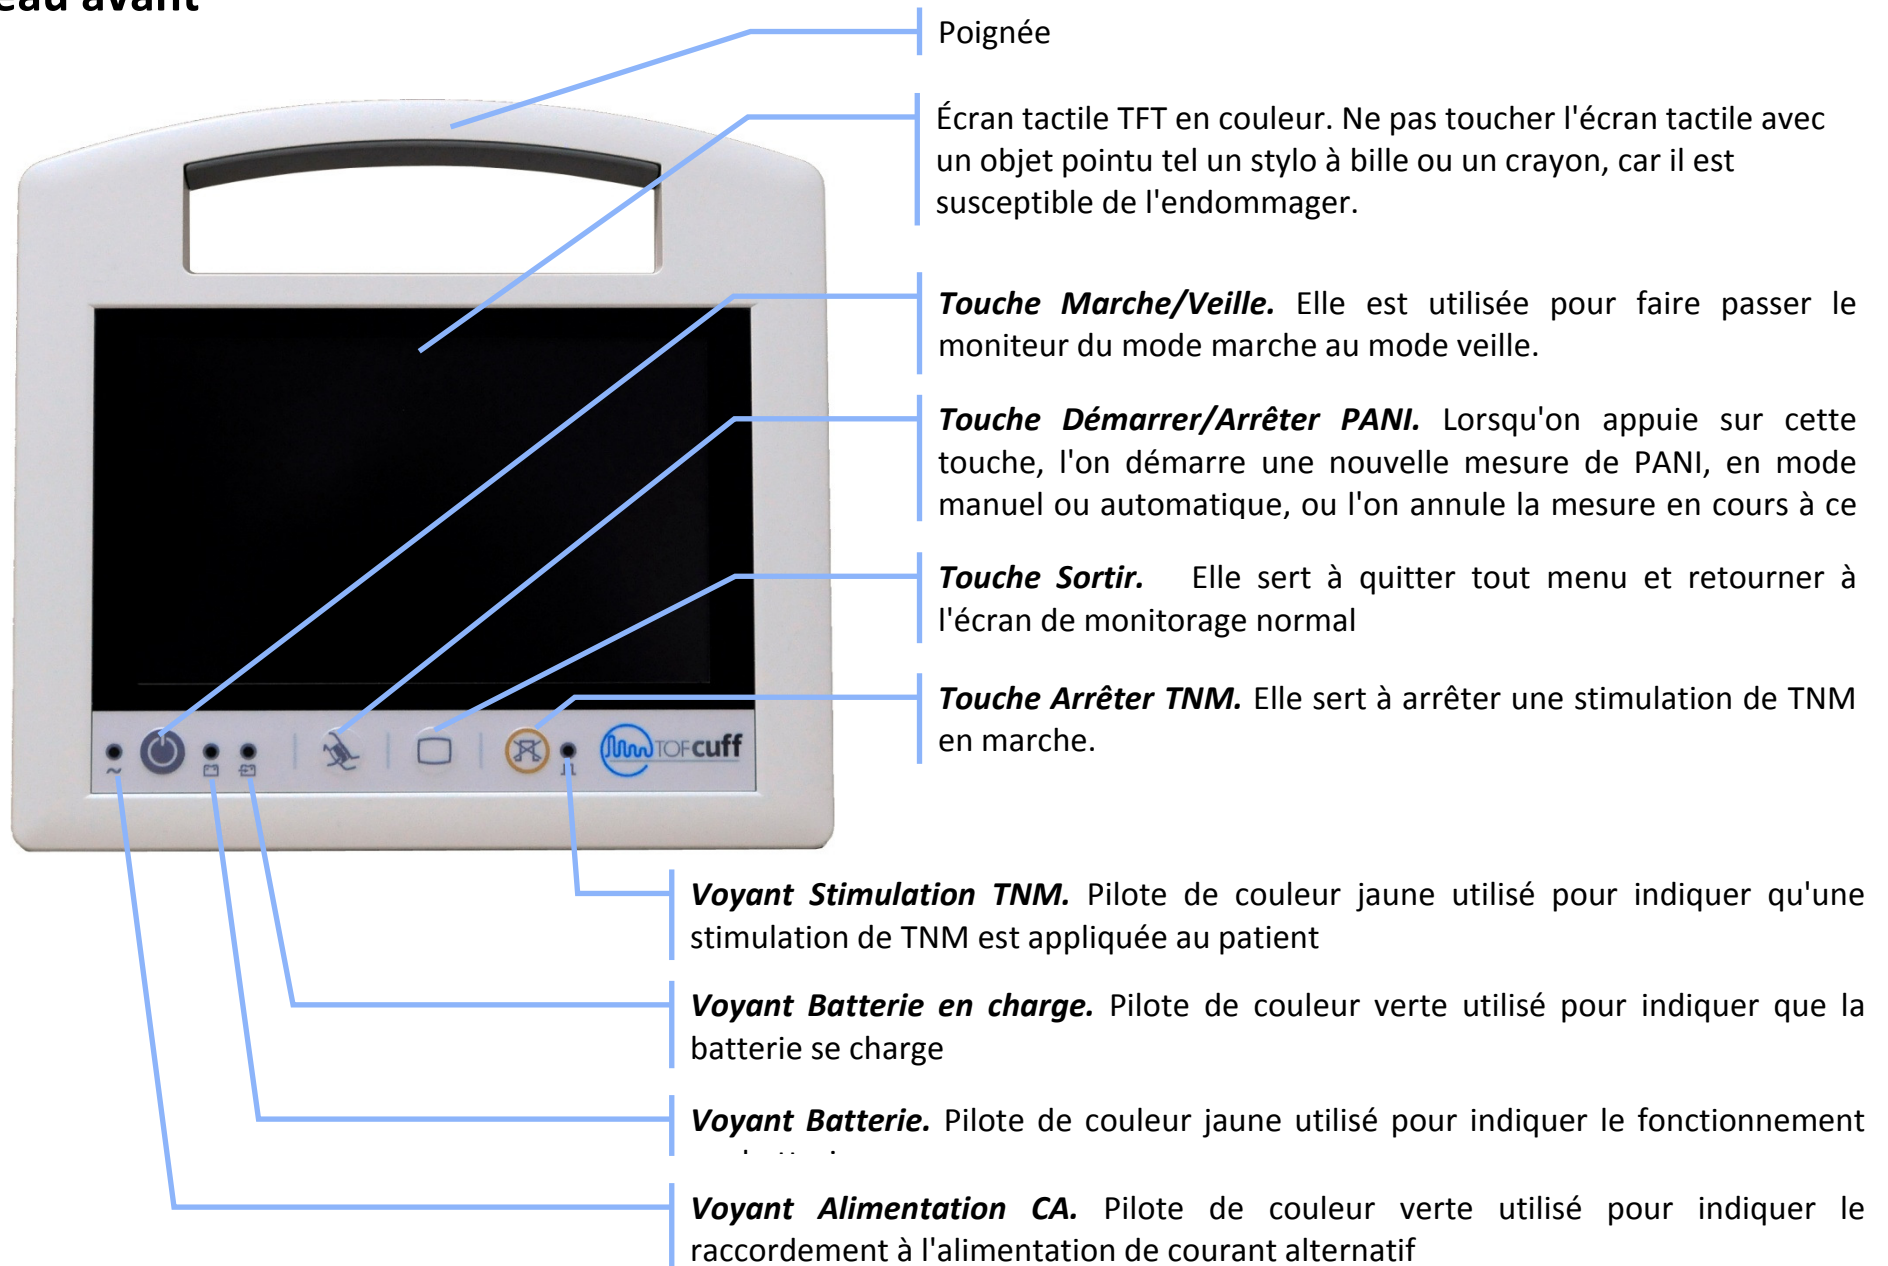 avant
Poignée
Écran tactile TFT en couleur. Ne pas toucher l'écran tactile avec
un objet pointu tel un stylo à bille ou un crayon, car il est
susceptible de l'endommager.
Touche Marche/Veille. Elle est utilisée pour faire passer le
moniteur du mode marche au mode veille.
Touche Démarrer/Arrêter PANI. Lorsqu'on appuie sur cette
touche, l'on démarre une nouvelle mesure de PANI, en mode
manuel ou automatique, ou l'on annule la mesure en cours à ce
Touche Sortir. Elle sert à quitter tout menu et retourner à
l'écran de monitorage normal
Touche Arrêter TNM. Elle sert à arrêter une stimulation de TNM
en marche.
TOFcuff
Voyant Stimulation TNM. Pilote de couleur jaune utilisé pour indiquer qu'une
stimulation de TNM est appliquée au patient
Voyant Batterie en charge. Pilote de couleur verte utilisé pour indiquer que la
batterie se charge
Voyant Batterie. Pilote de couleur jaune utilisé pour indiquer le fonctionnement
Voyant Alimentation CA. Pilote de couleur verte utilisé pour indiquer le
raccordement à l'alimentation de courant alternatif